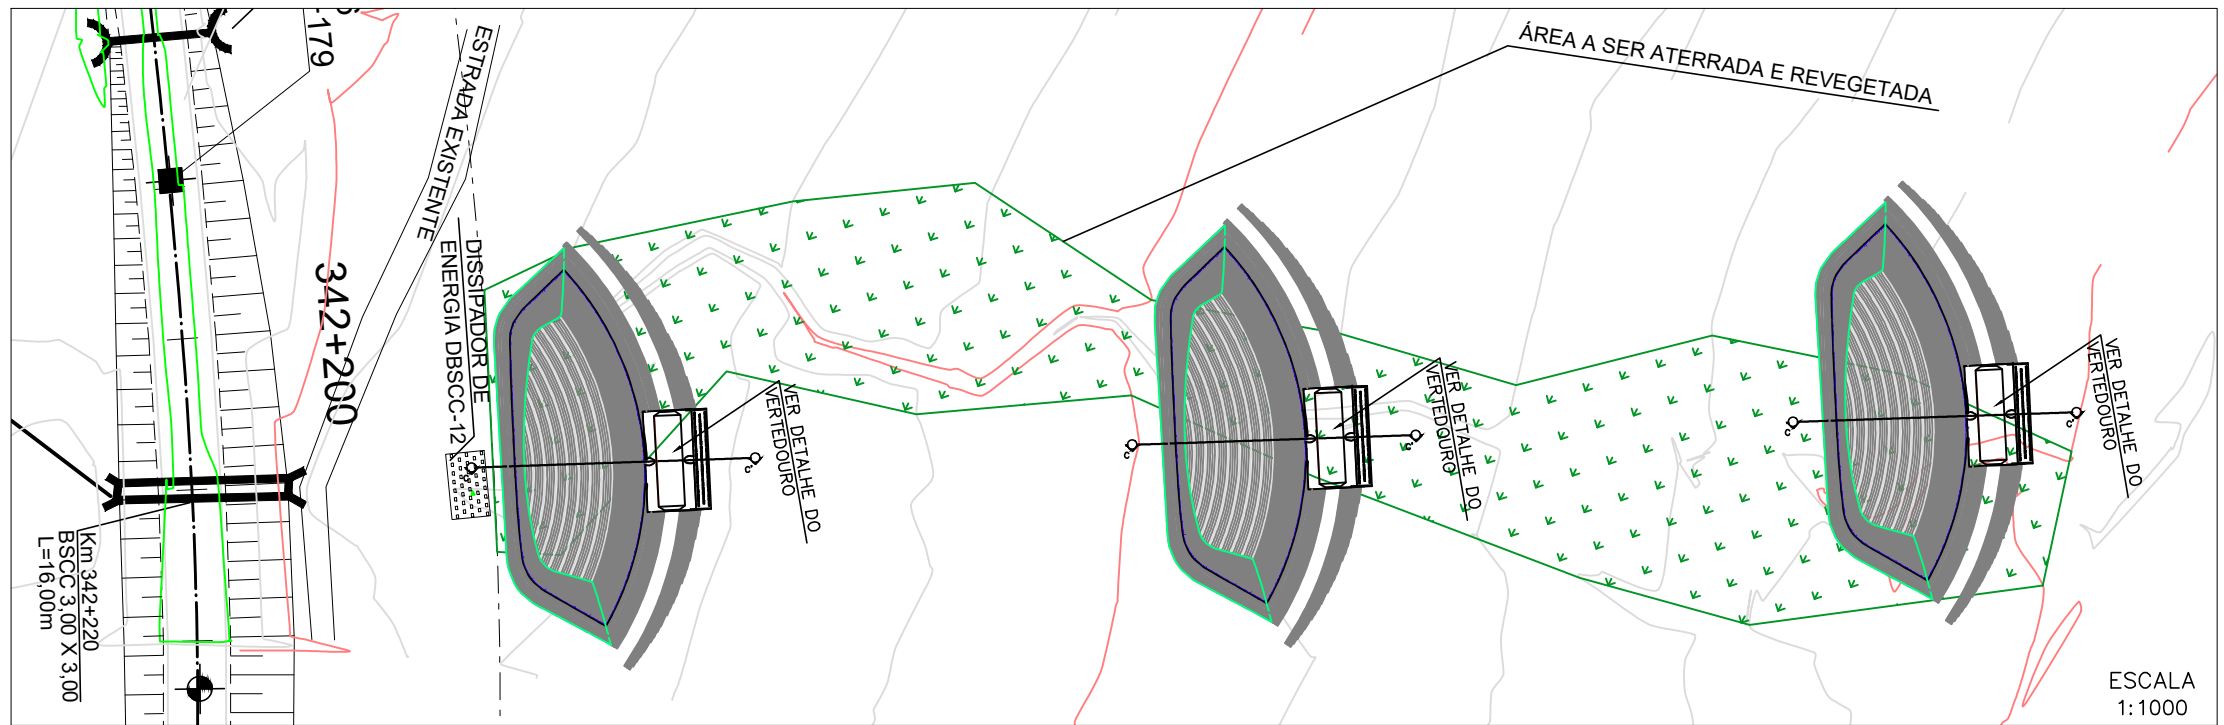 -179
ESTRADA EXISTENTE
ÁREA A SER ATERRADA E REVEGETADA
342+200
DISSIPADOR DE
ENERGIA DBSCC-12
VER DETALHE DO
VERTEDOURO
VER DETALHE DO
VERTEDOURO
VER DETALHE DO
VERTEDOURO
Km 342+220
BSCC 3,00 X 3,00
L=16,00m
ESCALA
1:1000